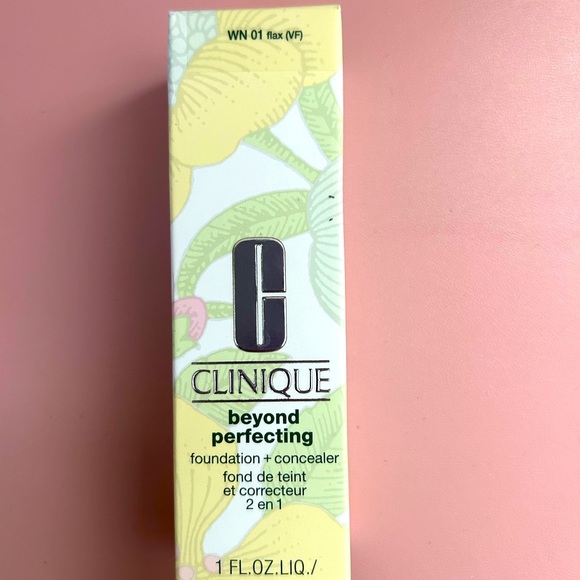 WN 01 flax (VF)
CLINIQUE
beyond
perfecting
foundation + concealer
fond de teint
et correcteur
2 en 1
1 FL.OZ.LIQ./